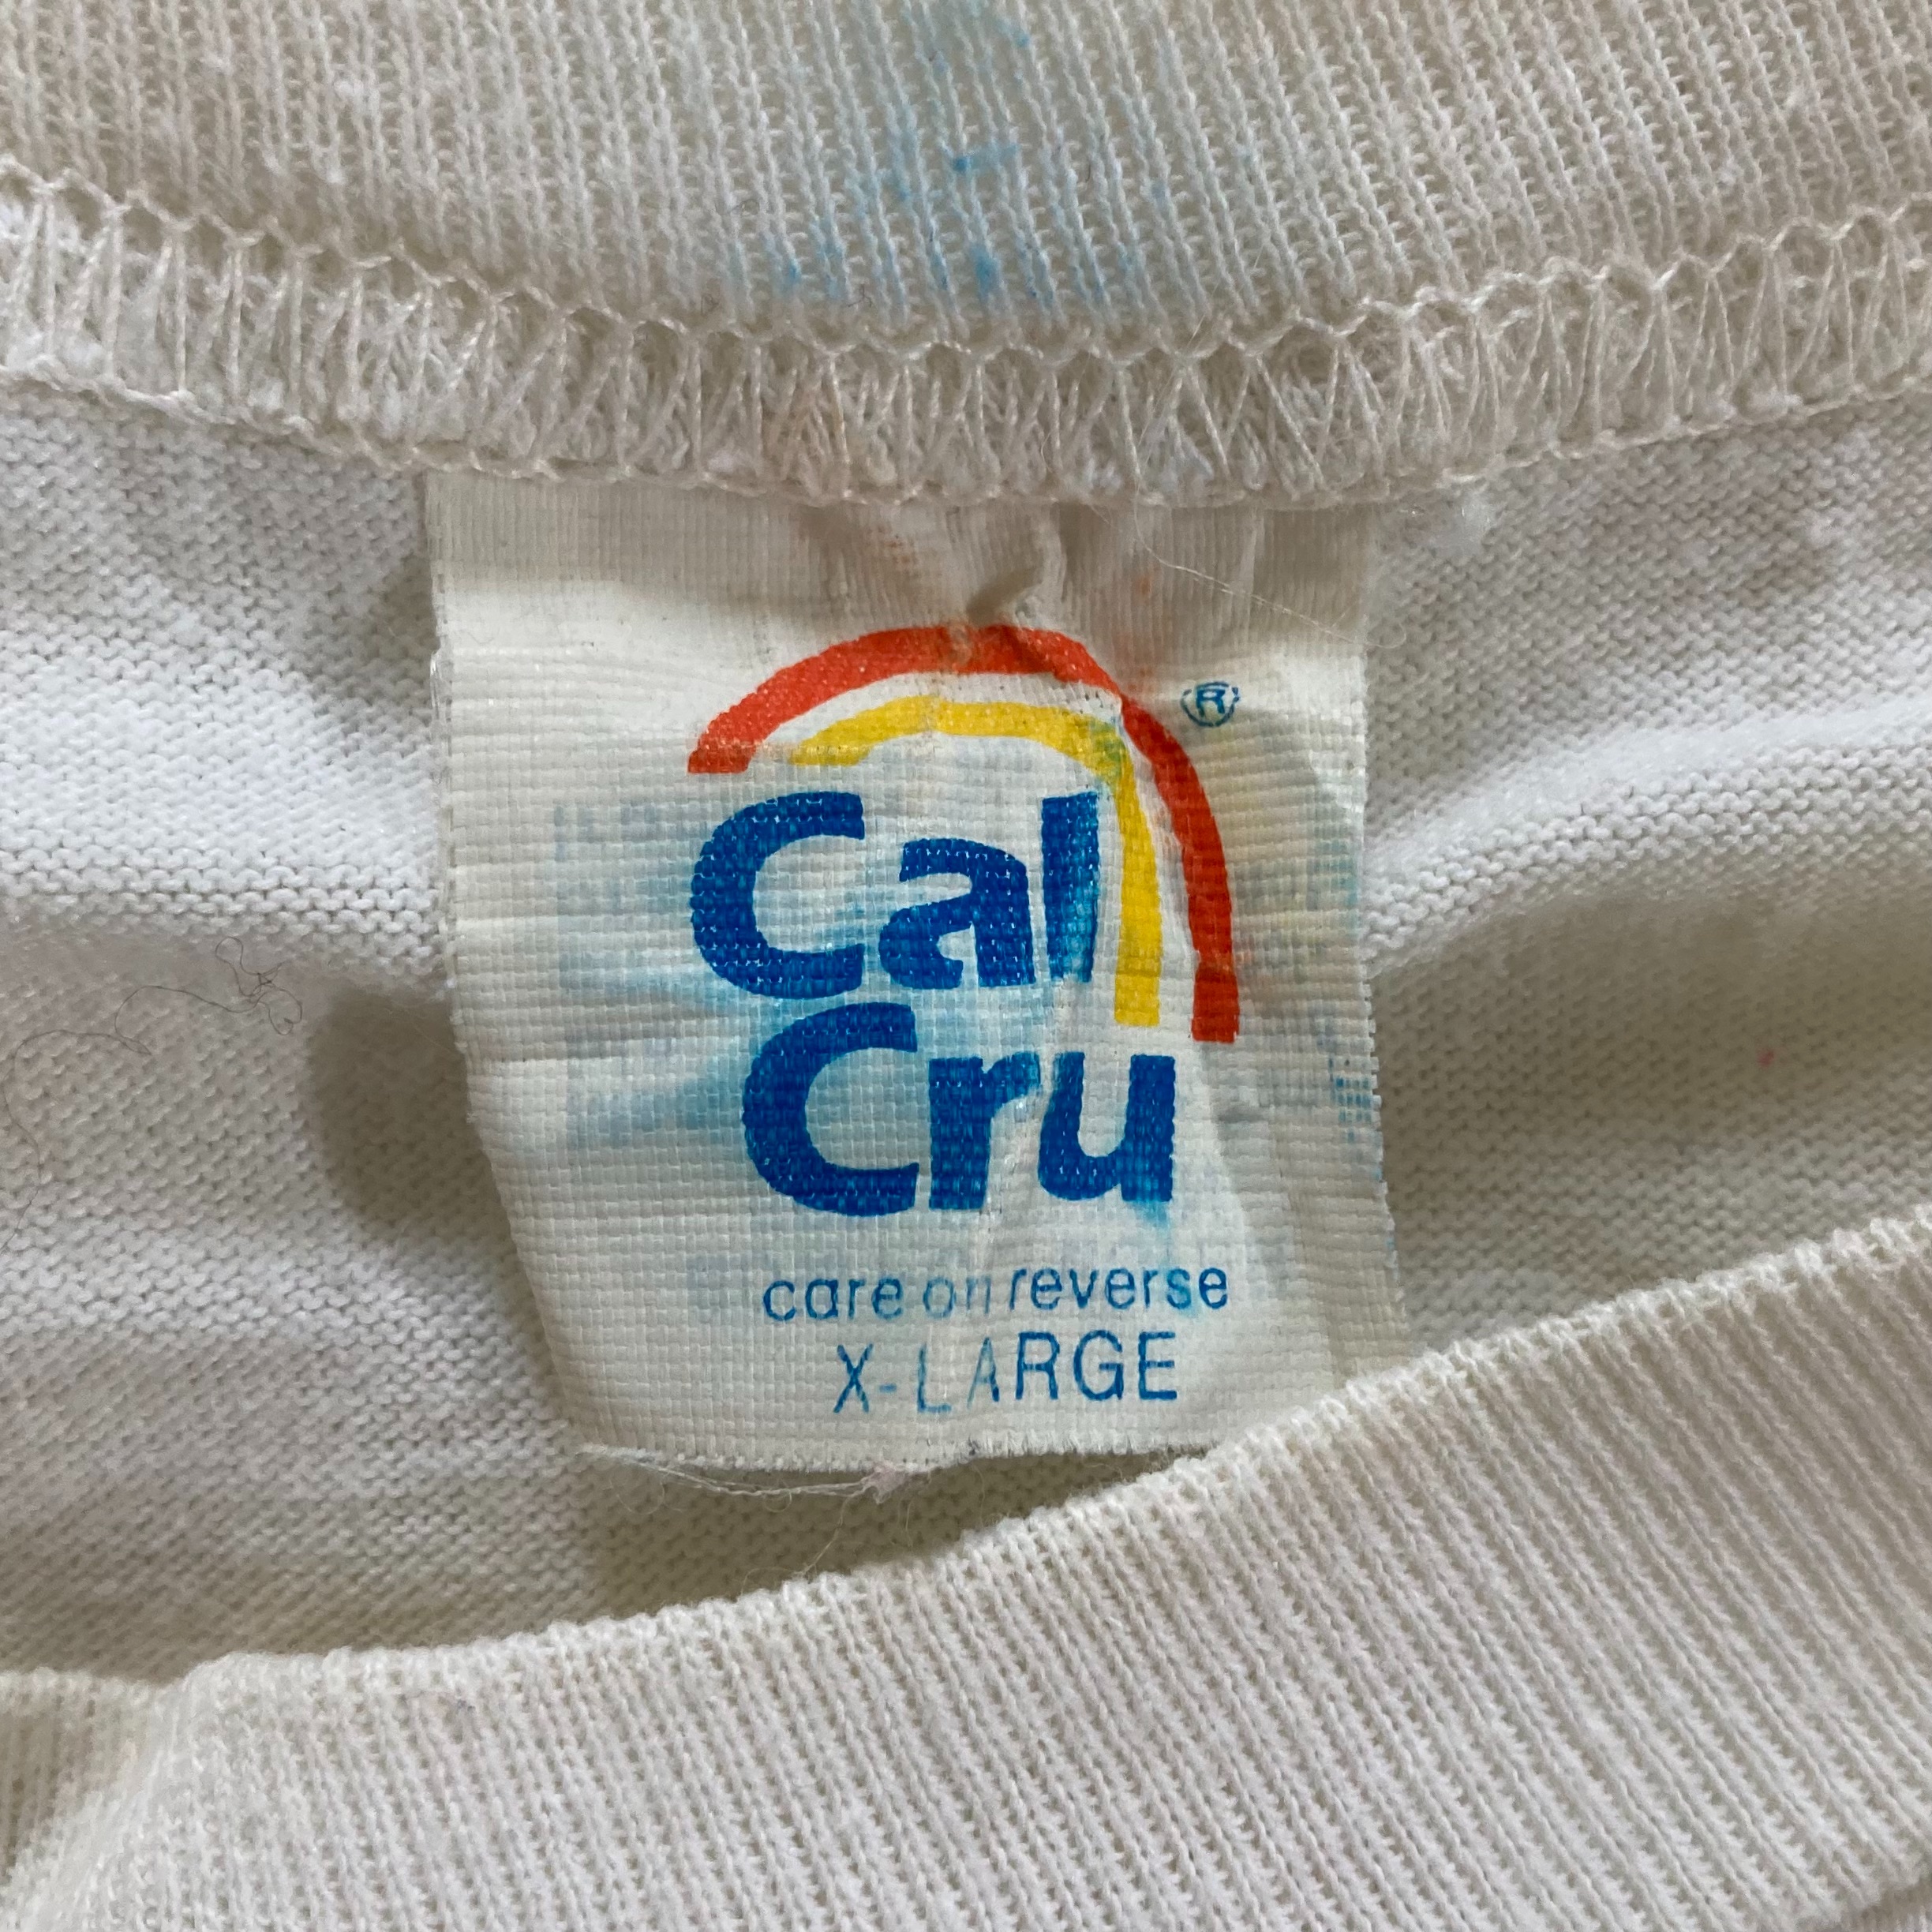 ®
Cal
Cru
care on reverse
X-LARGE